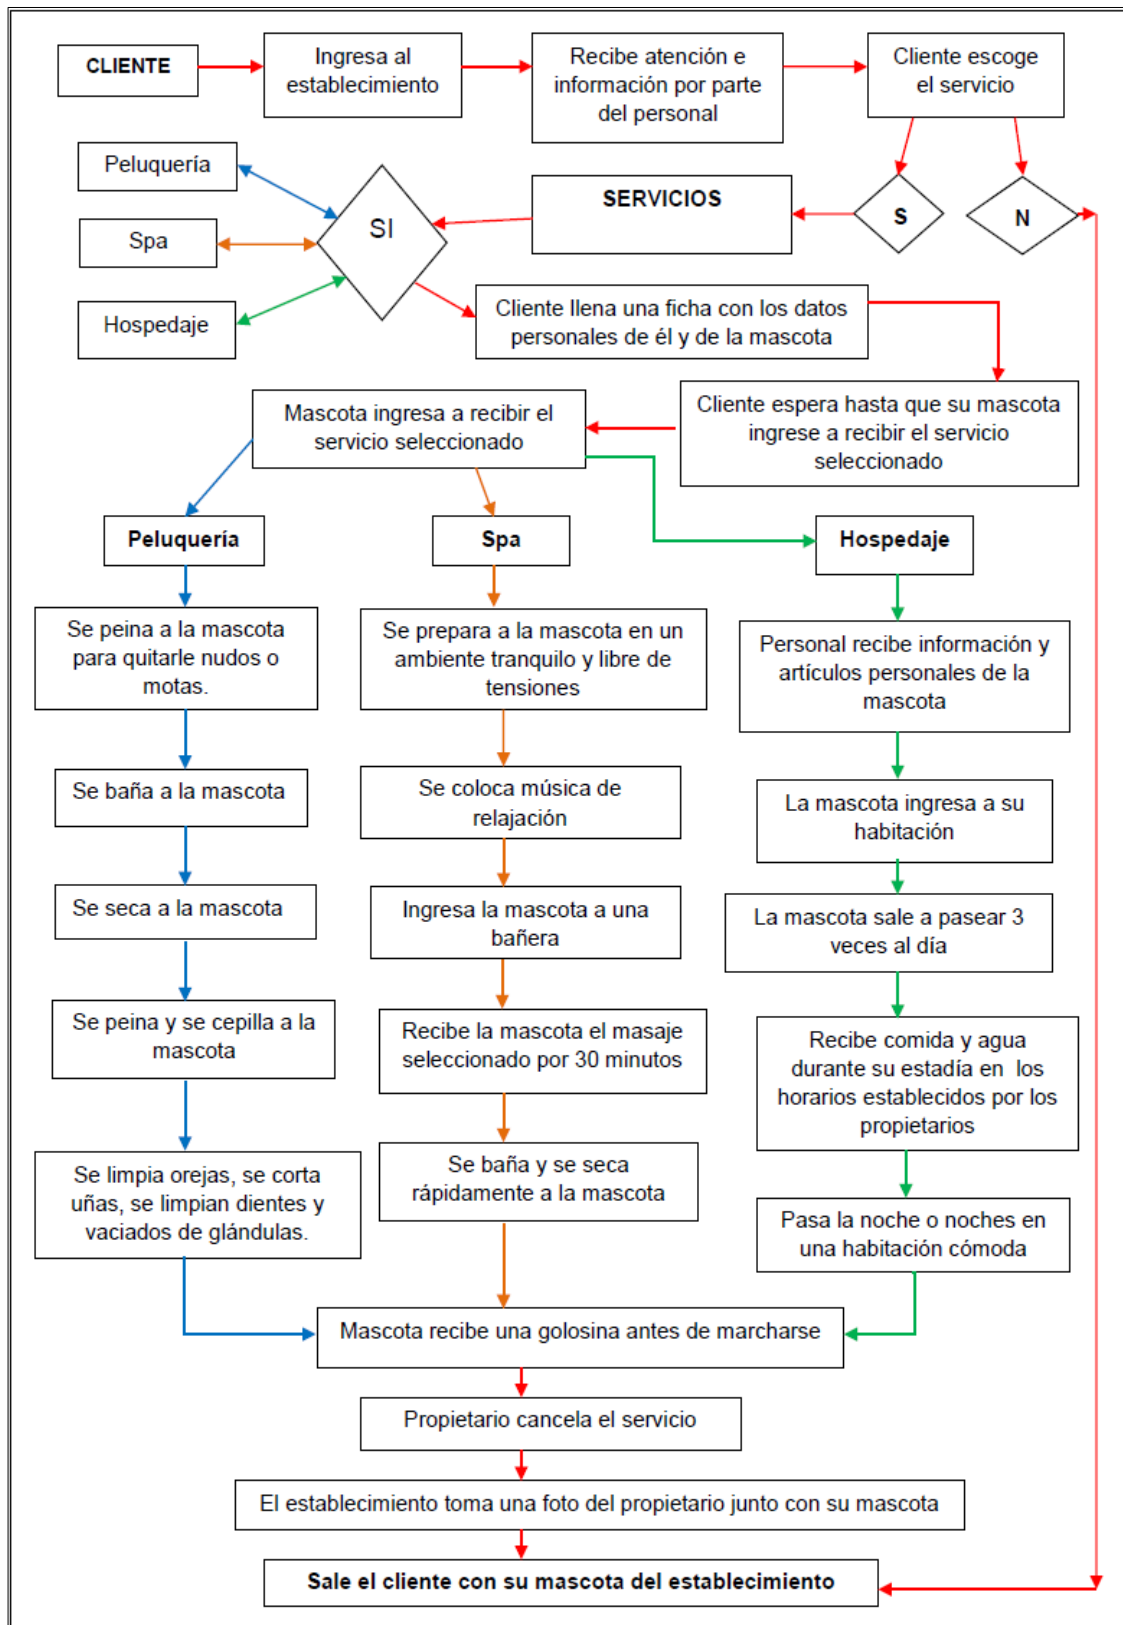 CLIENTE
Ingresa al
establecimiento
Recibe atención e
información por parte
del personal
Cliente escoge
el servicio
Peluquería
Spa
Hospedaje
SI
SERVICIOS
S
N
Cliente llena una ficha con los datos
personales de él y de la mascota
Cliente espera hasta que su mascota
ingrese a recibir el servicio
seleccionado
Mascota ingresa a recibir el
servicio seleccionado
Peluquería
Spa
Hospedaje
Se peina a la mascota
para quitarle nudos o
motas.
Se baña a la mascota
Se seca a la mascota
Se peina y se cepilla a la
mascota
Se limpia orejas, se corta
uñas, se limpian dientes y
vaciados de glándulas.
Se prepara a la mascota en un
ambiente tranquilo y libre de
tensiones
Se coloca música de
relajación
Ingresa la mascota a una
bañera
Recibe la mascota el masaje
seleccionado por 30 minutos
Se baña y se seca
rápidamente a la mascota
Personal recibe información y
artículos personales de la
mascota
La mascota ingresa a su
habitación
La mascota sale a pasear 3
veces al día
Recibe comida y agua
durante su estadía en los
horarios establecidos por los
propietarios
Pasa la noche o noches en
una habitación cómoda
Mascota recibe una golosina antes de marcharse
Propietario cancela el servicio
El establecimiento toma una foto del propietario junto con su mascota
Sale el cliente con su mascota del establecimiento